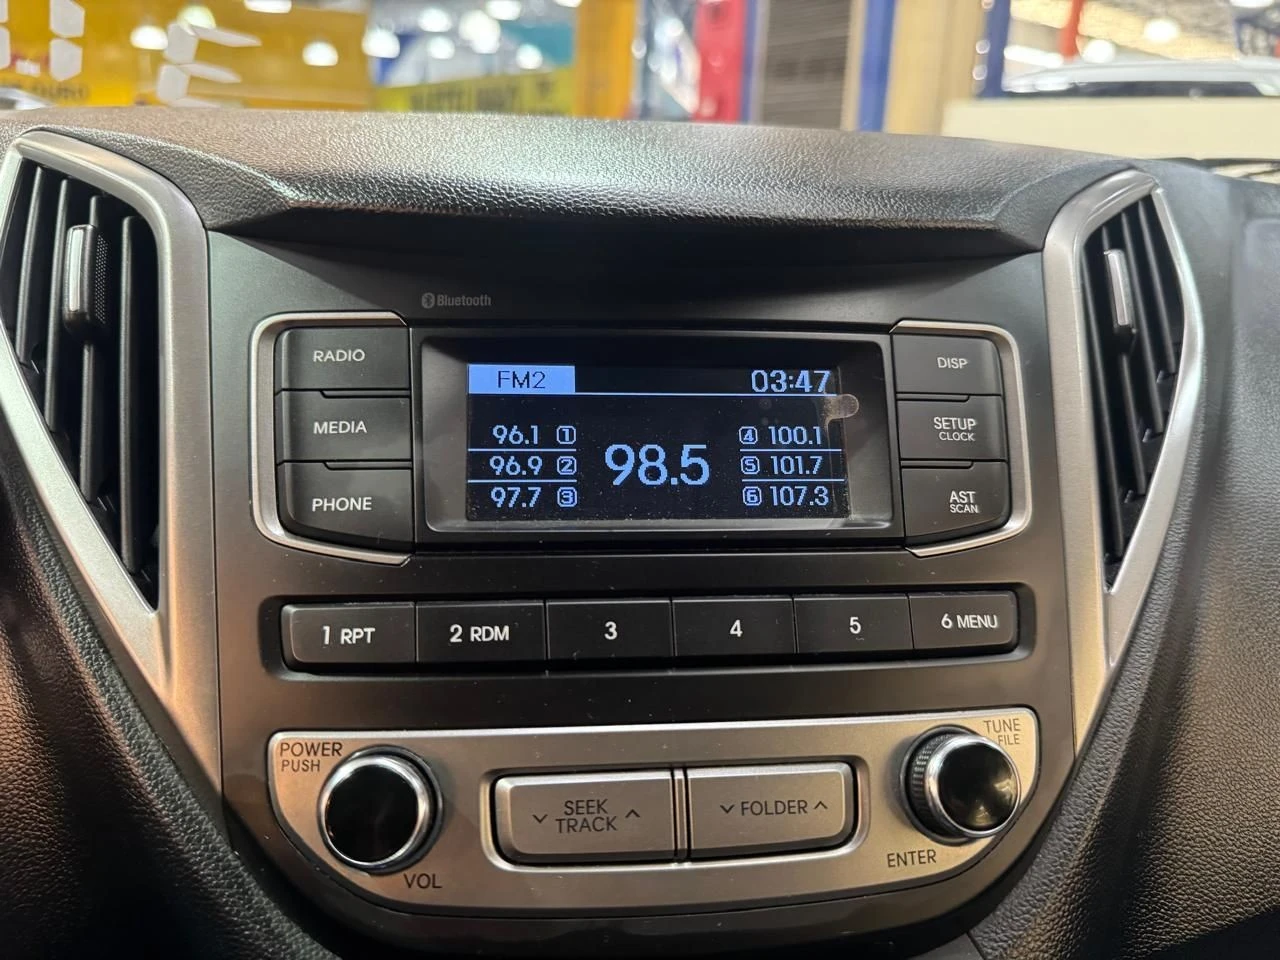 Bluetooth
RADIO
MEDIA
PHONE
FM2 03:47
96.1 1
96.9 2
97.7 3
98.5
4 100.1
5 101.7
6 107.3
DISP
SETUP
CLOCK
AST
SCAN
1 RPT 2 RDM 3 4 5 6 MENU
POWER
PUSH
VOL
SEEK
TRACK
FOLDER
TUNE
FILE
ENTER